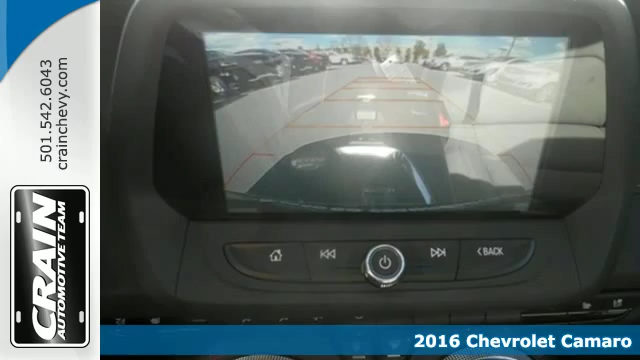 501.542.6043
crainchevy.com
CRAIN
AUTOMOTIVE TEAM
< BACK
2016 Chevrolet Camaro